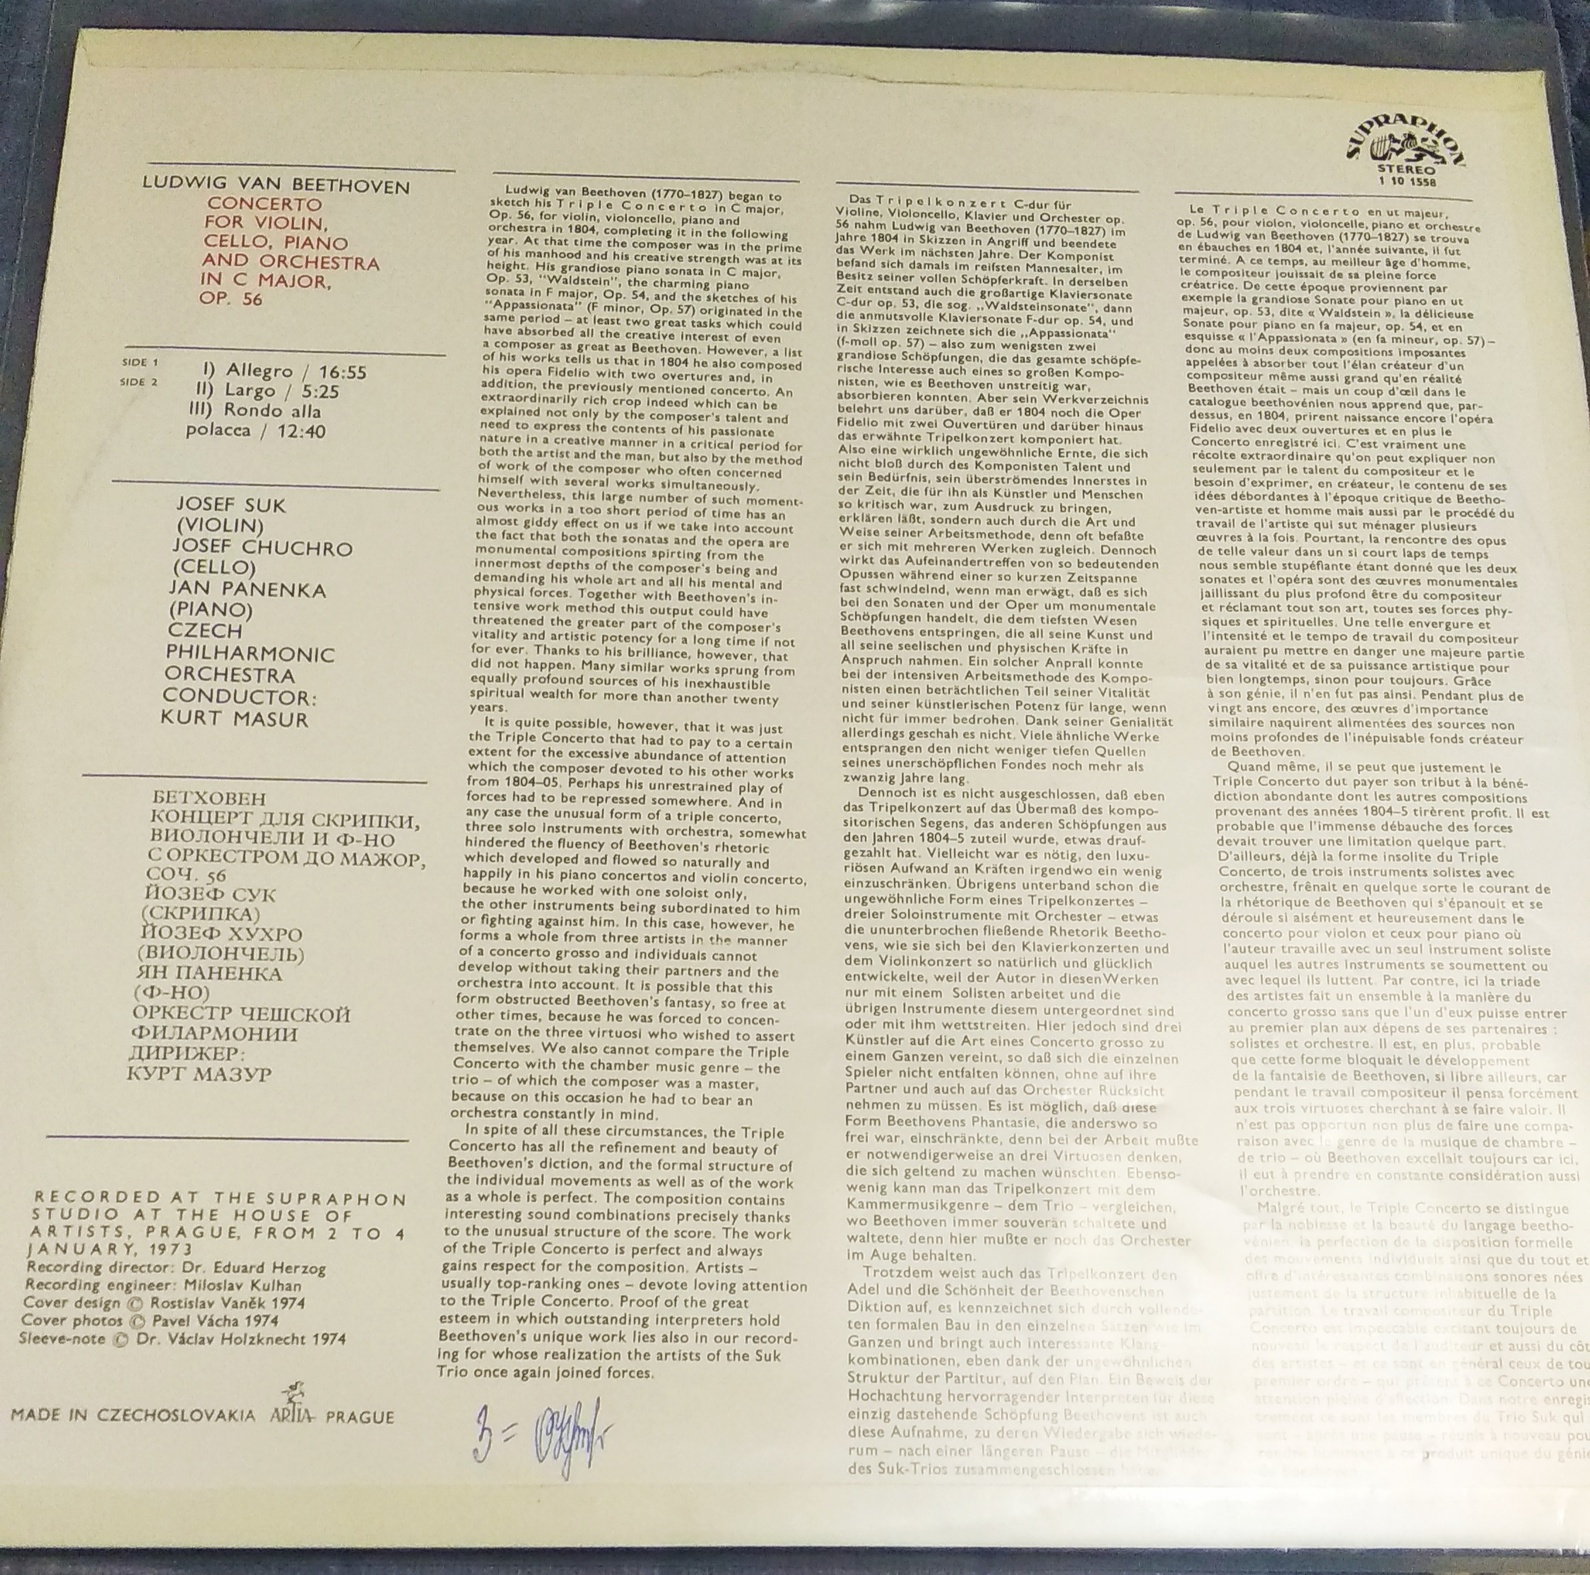 SUPRAPHON
STEREO
1 10 1558
LUDWIG VAN BEETHOVEN
CONCERTO
FOR VIOLIN,
CELLO, PIANO
AND ORCHESTRA
IN C MAJOR,
OP. 56
SIDE 1
I) Allegro / 16:55
SIDE 2
II) Largo / 5:25
III) Rondo alla
polacca / 12:40
JOSEF SUK
(VIOLIN)
JOSEF CHUCHRO
(CELLO)
JAN PANENKA
(PIANO)
CZECH
PHILHARMONIC
ORCHESTRA
CONDUCTOR:
KURT MASUR
БЕТХОВЕН
КОНЦЕРТ ДЛЯ СКРИПКИ,
ВИОЛОНЧЕЛИ И Ф-НО
С ОРКЕСТРОМ ДО МАЖОР,
СОЧ. 56
ЙОЗЕФ СУК
(СКРИПКА)
ЙОЗЕФ ХУХРО
(ВИОЛОНЧЕЛЬ)
ЯН ПАНЕНКА
(Ф-НО)
ОРКЕСТР ЧЕШСКОЙ
ФИЛАРМОНИИ
ДИРИЖЕР:
КУРТ МАЗУР
RECORDED AT THE SUPRAPHON
STUDIO AT THE HOUSE OF
ARTISTS, PRAGUE, FROM 2 TO 4
JANUARY, 1973
Recording director: Dr. Eduard Herzog
Recording engineer: Miloslav Kulhan
Cover design © Rostislav Vaněk 1974
Cover photos © Pavel Vácha 1974
Sleeve-note © Dr. Václav Holzknecht 1974
MADE IN CZECHOSLOVAKIA ARTIA PRAGUE
Ludwig van Beethoven (1770–1827) began to
sketch his Triple Concerto in C major,
Op. 56, for violin, violoncello, piano and
orchestra in 1804, completing it in the following
year. At that time the composer was in the prime
of his manhood and his creative strength was at its
height. His grandiose piano sonata in C major,
Op. 53, "Waldstein", the charming piano
sonata in F major, Op. 54, and the sketches of his
"Appassionata" (F minor, Op. 57) originated in the
same period – at least two great tasks which could
have absorbed all the creative interest of even
a composer as great as Beethoven. However, a list
of his works tells us that in 1804 he also composed
his opera Fidelio with two overtures and, in
addition, the previously mentioned concerto. An
extraordinarily rich crop indeed which can be
explained not only by the composer's talent and
need to express the contents of his passionate
nature in a creative manner in a critical period for
both the artist and the man, but also by the method
of work of the composer who often concerned
himself with several works simultaneously.
Nevertheless, this large number of such moment-
ous works in a too short period of time has an
almost giddy effect on us if we take into account
the fact that both the sonatas and the opera are
monumental compositions spirting from the
innermost depths of the composer's being and
demanding his whole art and all his mental and
physical forces. Together with Beethoven's in-
tensive work method this output could have
threatened the greater part of the composer's
vitality and artistic potency for a long time if not
for ever. Thanks to his brilliance, however, that
did not happen. Many similar works sprung from
equally profound sources of his inexhaustible
spiritual wealth for more than another twenty
years.
It is quite possible, however, that it was just
the Triple Concerto that had to pay to a certain
extent for the excessive abundance of attention
which the composer devoted to his other works
from 1804–05. Perhaps his unrestrained play of
forces had to be repressed somewhere. And in
any case the unusual form of a triple concerto,
three solo instruments with orchestra, somewhat
hindered the fluency of Beethoven's rhetoric
which developed and flowed so naturally and
happily in his piano concertos and violin concerto,
because he worked with one soloist only,
the other instruments being subordinated to him
or fighting against him. In this case, however, he
forms a whole from three artists in the manner
of a concerto grosso and individuals cannot
develop without taking their partners and the
orchestra into account. It is possible that this
form obstructed Beethoven's fantasy, so free at
other times, because he was forced to concen-
trate on the three virtuosi who wished to assert
themselves. We also cannot compare the Triple
Concerto with the chamber music genre – the
trio – of which the composer was a master,
because on this occasion he had to bear an
orchestra constantly in mind.
In spite of all these circumstances, the Triple
Concerto has all the refinement and beauty of
Beethoven's diction, and the formal structure of
the individual movements as well as of the work
as a whole is perfect. The composition contains
interesting sound combinations precisely thanks
to the unusual structure of the score. The work
of the Triple Concerto is perfect and always
gains respect for the composition. Artists –
usually top-ranking ones – devote loving attention
to the Triple Concerto. Proof of the great
esteem in which outstanding interpreters hold
Beethoven's unique work lies also in our record-
ing for whose realization the artists of the Suk
Trio once again joined forces.
3 =
Das Tripelkonzert C-dur für
Violine, Violoncello, Klavier und Orchester op.
56 nahm Ludwig van Beethoven (1770–1827) im
Jahre 1804 in Skizzen in Angriff und beendete
das Werk im nächsten Jahre. Der Komponist
befand sich damals im reifsten Mannesalter, im
Besitz seiner vollen Schöpferkraft. In derselben
Zeit entstand auch die großartige Klaviersonate
C-dur op. 53, die sog. „Waldsteinsonate", dann
die anmutsvolle Klaviersonate F-dur op. 54, und
in Skizzen zeichnete sich die „Appassionata"
(f-moll op. 57) – also zum wenigsten zwei
grandiose Schöpfungen, die das gesamte schöpfe-
rische Interesse auch eines so großen Kompo-
nisten, wie es Beethoven unstreitig war,
absorbieren konnten. Aber sein Werkverzeichnis
belehrt uns darüber, daß er 1804 noch die Oper
Fidelio mit zwei Ouvertüren und darüber hinaus
das erwähnte Tripelkonzert komponiert hat.
Also eine wirklich ungewöhnliche Ernte, die sich
nicht bloß durch des Komponisten Talent und
sein Bedürfnis, sein überströmendes Innerstes in
der Zeit, die für ihn als Künstler und Menschen
so kritisch war, zum Ausdruck zu bringen,
erklären läßt, sondern auch durch die Art und
Weise seiner Arbeitsmethode, denn oft befaßte
er sich mit mehreren Werken zugleich. Dennoch
wirkt das Aufeinandertreffen von so bedeutenden
Opussen während einer so kurzen Zeitspanne
fast schwindelnd, wenn man erwägt, daß es sich
bei den Sonaten und der Oper um monumentale
Schöpfungen handelt, die dem tiefsten Wesen
Beethovens entspringen, die all seine Kunst und
all seine seelischen und physischen Kräfte in
Anspruch nahmen. Ein solcher Anprall konnte
bei der intensiven Arbeitsmethode des Kompo-
nisten einen beträchtlichen Teil seiner Vitalität
und seiner künstlerischen Potenz für lange, wenn
nicht für immer bedrohen. Dank seiner Genialität
allerdings geschah es nicht. Viele ähnliche Werke
entsprangen den nicht weniger tiefen Quellen
seines unerschöpflichen Fondes noch mehr als
zwanzig Jahre lang.
Dennoch ist es nicht ausgeschlossen, daß eben
das Tripelkonzert auf das Übermaß des kompo-
sitorischen Segens, das anderen Schöpfungen aus
den Jahren 1804–5 zuteil wurde, etwas drauf-
gezahlt hat. Vielleicht war es nötig, den luxu-
riösen Aufwand an Kräften irgendwo ein wenig
einzuschränken. Übrigens unterband schon die
ungewöhnliche Form eines Tripelkonzertes –
dreier Soloinstrumente mit Orchester – etwas
die ununterbrochen fließende Rhetorik Beetho-
vens, wie sie sich bei den Klavierkonzerten und
dem Violinkonzert so natürlich und glücklich
entwickelte, weil der Autor in diesen Werken
nur mit einem Solisten arbeitet und die
übrigen Instrumente diesem untergeordnet sind
oder mit ihm wettstreiten. Hier jedoch sind drei
Künstler auf die Art eines Concerto grosso zu
einem Ganzen vereint, so daß sich die einzelnen
Spieler nicht entfalten können, ohne auf ihre
Partner und auch auf das Orchester Rücksicht
nehmen zu müssen. Es ist möglich, daß diese
Form Beethovens Phantasie, die anderswo so
frei war, einschränkte, denn bei der Arbeit mußte
er notwendigerweise an drei Virtuosen denken,
die sich geltend zu machen wünschten. Ebenso-
wenig kann man das Tripelkonzert mit dem
Kammermusikgenre – dem Trio – vergleichen,
wo Beethoven immer souverän schaltete und
waltete, denn hier mußte er noch das Orchester
im Auge behalten.
Trotzdem weist auch das Tripelkonzert den
Adel und die Schönheit der Beethovenschen
Diktion auf, es kennzeichnet sich durch vollende-
ten formalen Bau in den einzelnen Sätzen wie im
Ganzen und bringt auch interessante Klang-
kombinationen, eben dank der ungewöhnlichen
Struktur der Partitur, auf den Plan. Ein Beweis der
Hochachtung hervorragender Interpreten für diese
einzig dastehende Schöpfung Beethovens ist auch
diese Aufnahme, zu deren Wiedergabe sich wiede-
rum – nach einer längeren Pause – die Mitglieder
des Suk-Trios zusammengeschlossen
Le Triple Concerto en ut majeur,
op. 56, pour violon, violoncelle, piano et orchestre
de Ludwig van Beethoven (1770–1827) se trouva
en ébauches en 1804 et, l'année suivante, il fut
terminé. A ce temps, au meilleur âge d'homme,
le compositeur jouissait de sa pleine force
créatrice. De cette époque proviennent par
exemple la grandiose Sonate pour piano en ut
majeur, op. 53, dite « Waldstein », la délicieuse
Sonate pour piano en fa majeur, op. 54, et en
esquisse « l'Appassionata » (en fa mineur, op. 57) –
donc au moins deux compositions imposantes
appelées à absorber tout l'élan créateur d'un
compositeur même aussi grand qu'en réalité
Beethoven était – mais un coup d'œil dans le
catalogue beethovénien nous apprend que, par-
dessus, en 1804, prirent naissance encore l'opéra
Fidelio avec deux ouvertures et en plus le
Concerto enregistré ici. C'est vraiment une
récolte extraordinaire qu'on peut expliquer non
seulement par le talent du compositeur et le
besoin d'exprimer, en créateur, le contenu de ses
idées débordantes à l'époque critique de Beetho-
ven-artiste et homme mais aussi par le procédé du
travail de l'artiste qui sut ménager plusieurs
œuvres à la fois. Pourtant, la rencontre des opus
de telle valeur dans un si court laps de temps
nous semble stupéfiante étant donné que les deux
sonates et l'opéra sont des œuvres monumentales
jaillissant du plus profond être du compositeur
et réclamant tout son art, toutes ses forces phy-
siques et spirituelles. Une telle envergure et
l'intensité et le tempo de travail du compositeur
auraient pu mettre en danger une majeure partie
de sa vitalité et de sa puissance artistique pour
bien longtemps, sinon pour toujours. Grâce
à son génie, il n'en fut pas ainsi. Pendant plus de
vingt ans encore, des œuvres d'importance
similaire naquirent alimentées des sources non
moins profondes de l'inépuisable fonds créateur
de Beethoven.
Quand même, il se peut que justement le
Triple Concerto dut payer son tribut à la béné-
diction abondante dont les autres compositions
provenant des années 1804–5 tirèrent profit. Il est
probable que l'immense débauche des forces
devait trouver une limitation quelque part.
D'ailleurs, déjà la forme insolite du Triple
Concerto, de trois instruments solistes avec
orchestre, frênait en quelque sorte le courant de
la rhétorique de Beethoven qui s'épanouit et se
déroule si aisément et heureusement dans le
concerto pour violon et ceux pour piano où
l'auteur travaille avec un seul instrument soliste
auquel les autres instruments se soumettent ou
avec lequel ils luttent. Par contre, ici la triade
des artistes fait un ensemble à la manière du
concerto grosso sans que l'un d'eux puisse entrer
au premier plan aux dépens de ses partenaires :
solistes et orchestre. Il est, en plus, probable
que cette forme bloquait le développement
de la fantaisie de Beethoven, si libre ailleurs, car
pendant le travail compositeur il pensa forcément
aux trois virtuoses cherchant à se faire valoir. Il
n'est pas opportun non plus de faire une compa-
raison avec le genre de la musique de chambre –
de trio – où Beethoven excellait toujours car ici,
il eut à prendre en constante considération aussi
l'orchestre.
Malgré tout, le Triple Concerto se distingue
par la noblesse et la beauté du langage beetho-
vénien, la perfection de la disposition formelle
des mouvements individuels ainsi que du tout et
offre d'intéressantes combinaisons sonores nées
justement de la structure inhabituelle de la
partition. Le travail compositeur du Triple
Concerto est impeccable excitant toujours de
nouveau le respect de l'auditeur et aussi du côt
des artistes – et ce sont en général ceux de tou
premier ordre – qui ce Concerto un
attention pleine d'affection. Dans notre enregis
ce sont les membres du Trio Suk qui
à nouveau pou
produit unique du géni